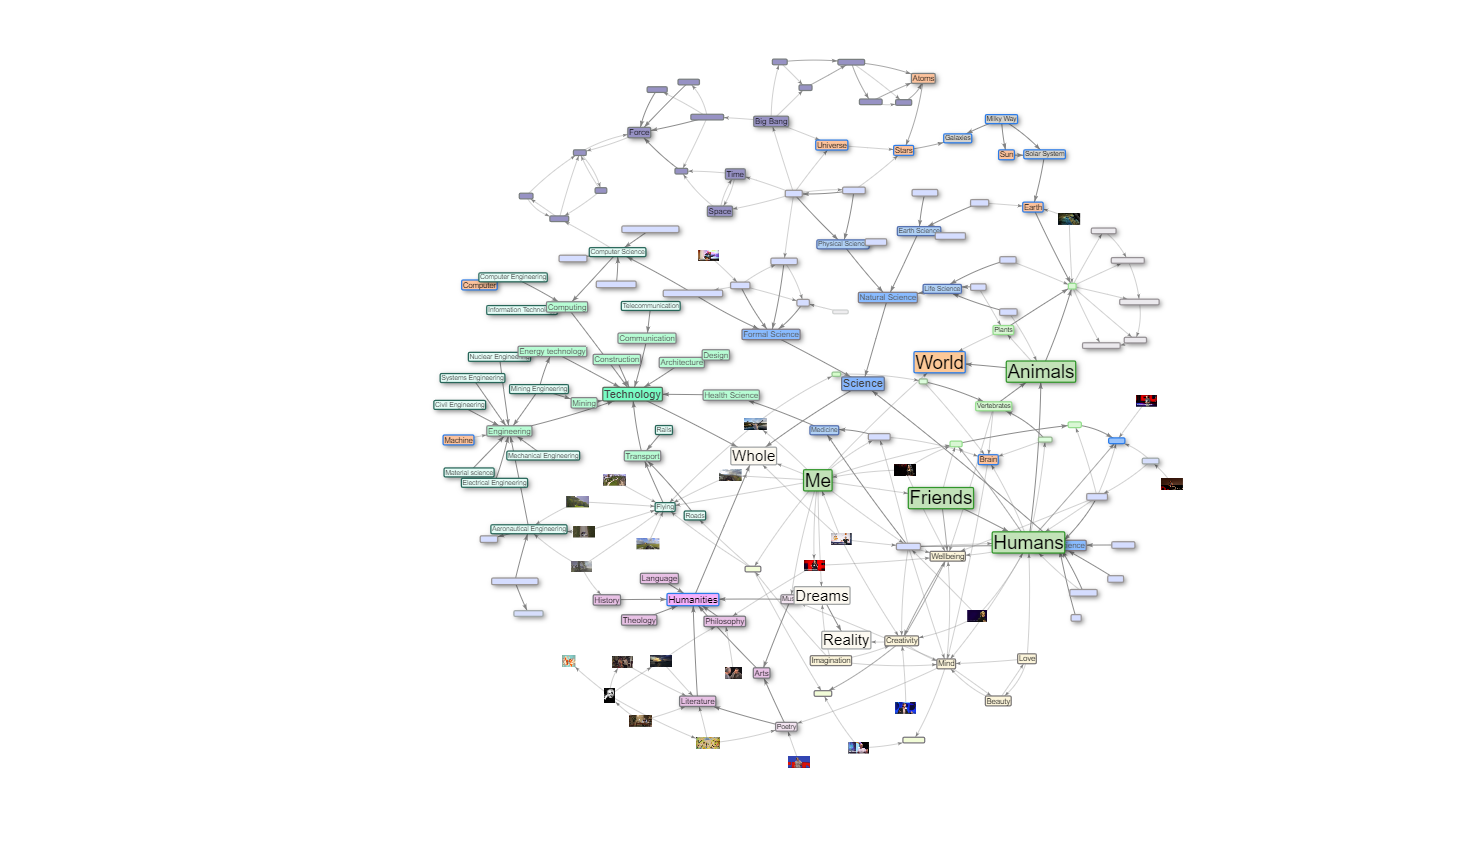 Atoms
Big Bang
Milky Way
Force
Galaxies
Universe
Stars
Sun
Solar System
Time
Space
Earth
Earth Science
Physical Scienc
Computer Science
Computer Engineering
Computer
Life Science
Natural Science
Information Technol
Computing
Telecommunication
Plants
Formal Science
Communication
Energy technology
Nuclear Enginee
Construction
Design
Architecture
World
Animals
Systems Engineering
Mining Engineering
Science
Technology
Health Science
Mining
Civil Engineering
Vertebrates
Engineering
Rails
Medicine
Machine
Mechanical Engineering
Transport
Whole
Brain
Material science
Electrical Engineering
Me
Friends
Flying
Roads
Aeronautical Engineering
Humans
ience
Wellbeing
Language
History
Humanities
Mus
Dreams
Theology
Philosophy
Reality
Creativity
Imagination
Mind
Love
Arts
Literature
Beauty
Poetry